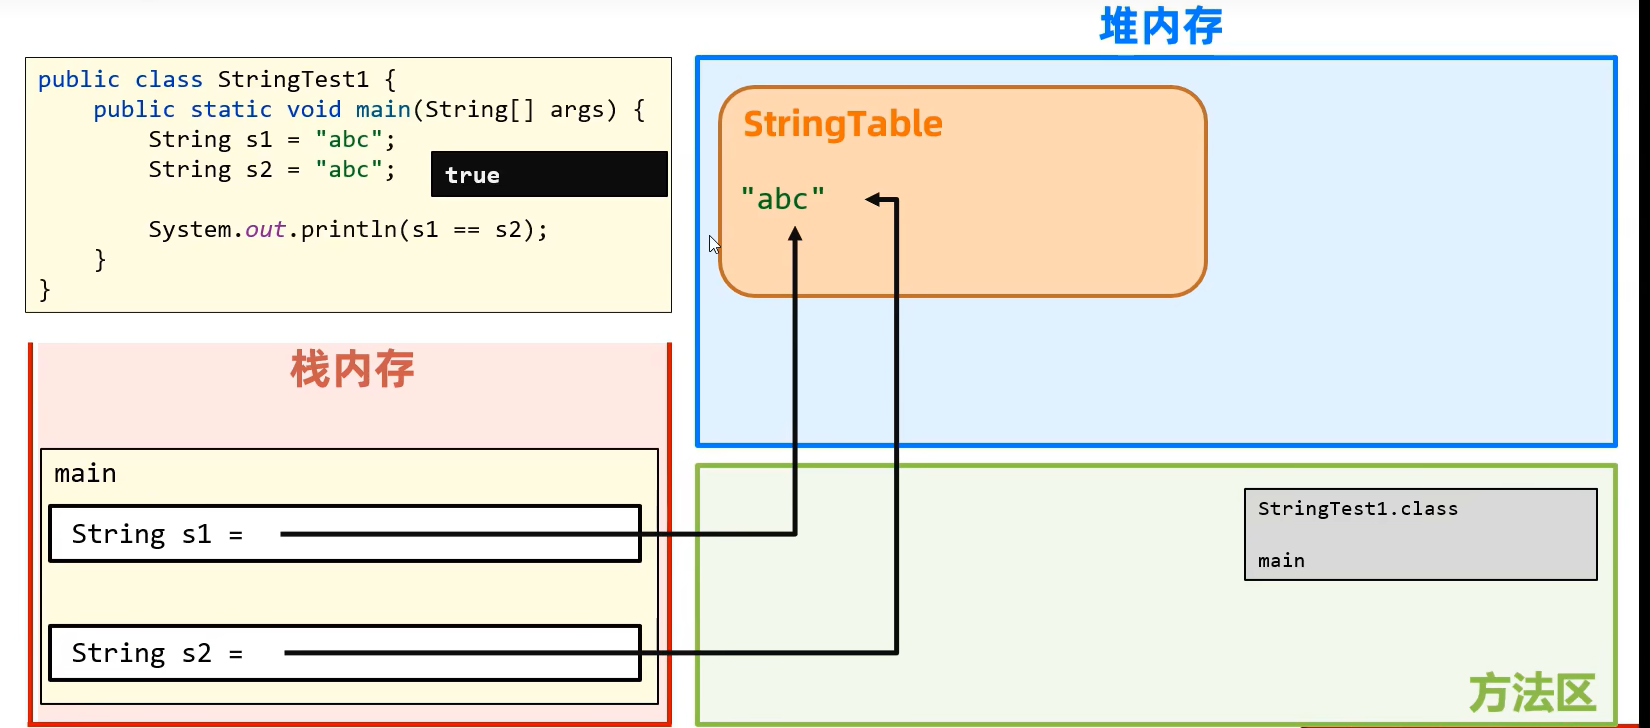 堆内存
public class StringTest1 {
    public static void main(String[] args) {
        String s1 = "abc";
        String s2 = "abc";
true
        System.out.println(s1 == s2);
    }
}
StringTable
"abc"
栈内存
main
String s1 =
String s2 =
StringTest1.class
main
方法区